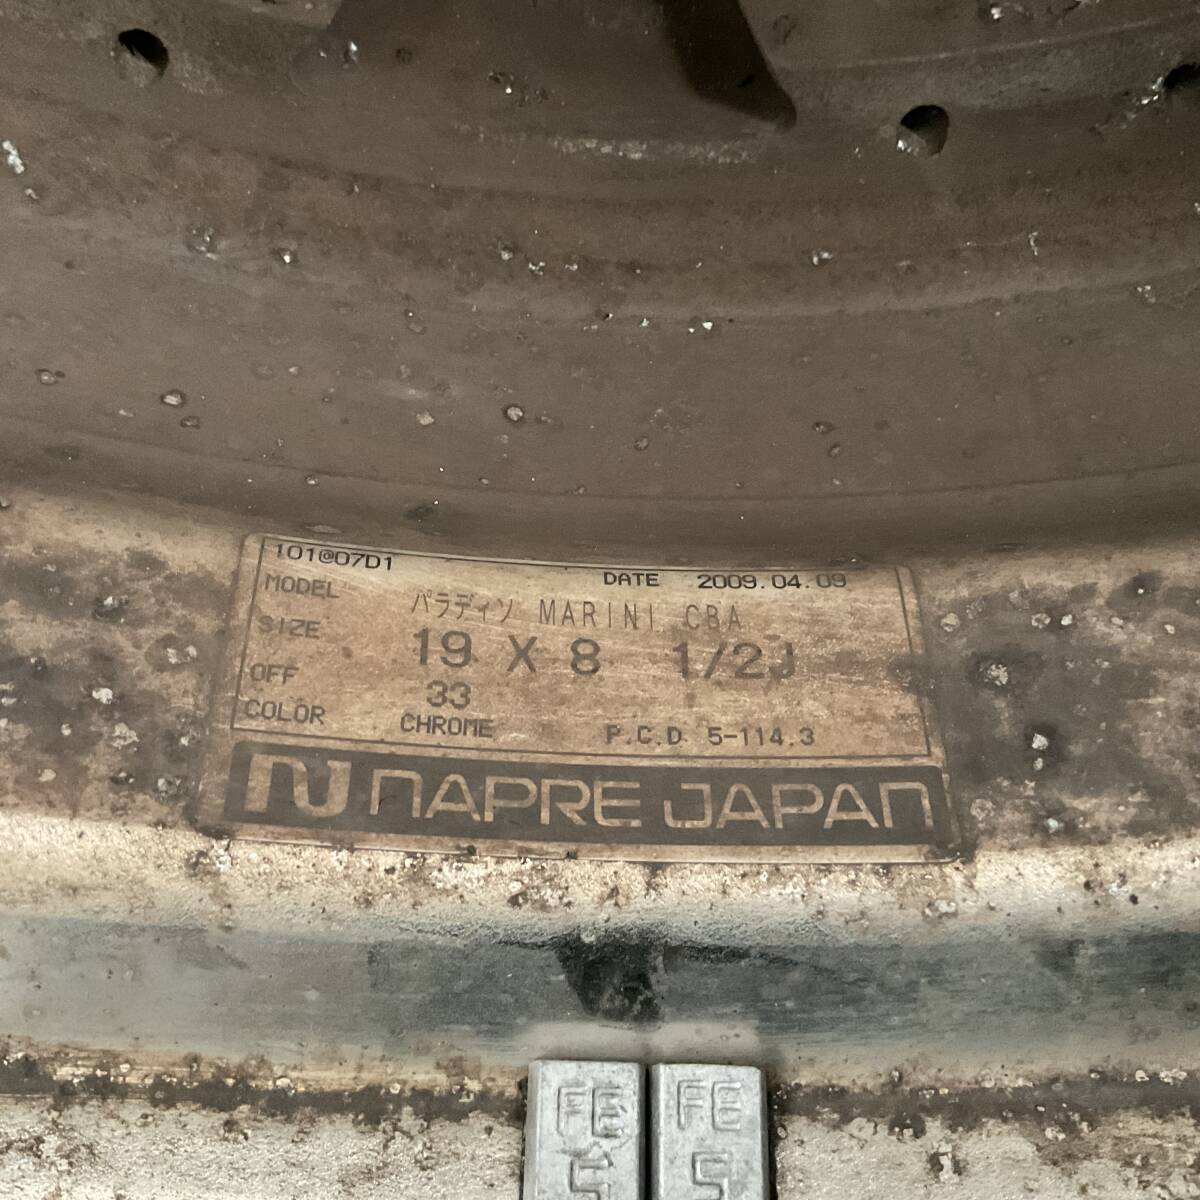 101@07D1
DATE 2009.04.09
MODEL パラディソ MARINI CBA
SIZE 19 X 8 1/2J
OFF 33
COLOR CHROME P.C.D 5-114.3
NAPRE JAPAN
FE FE
5 5